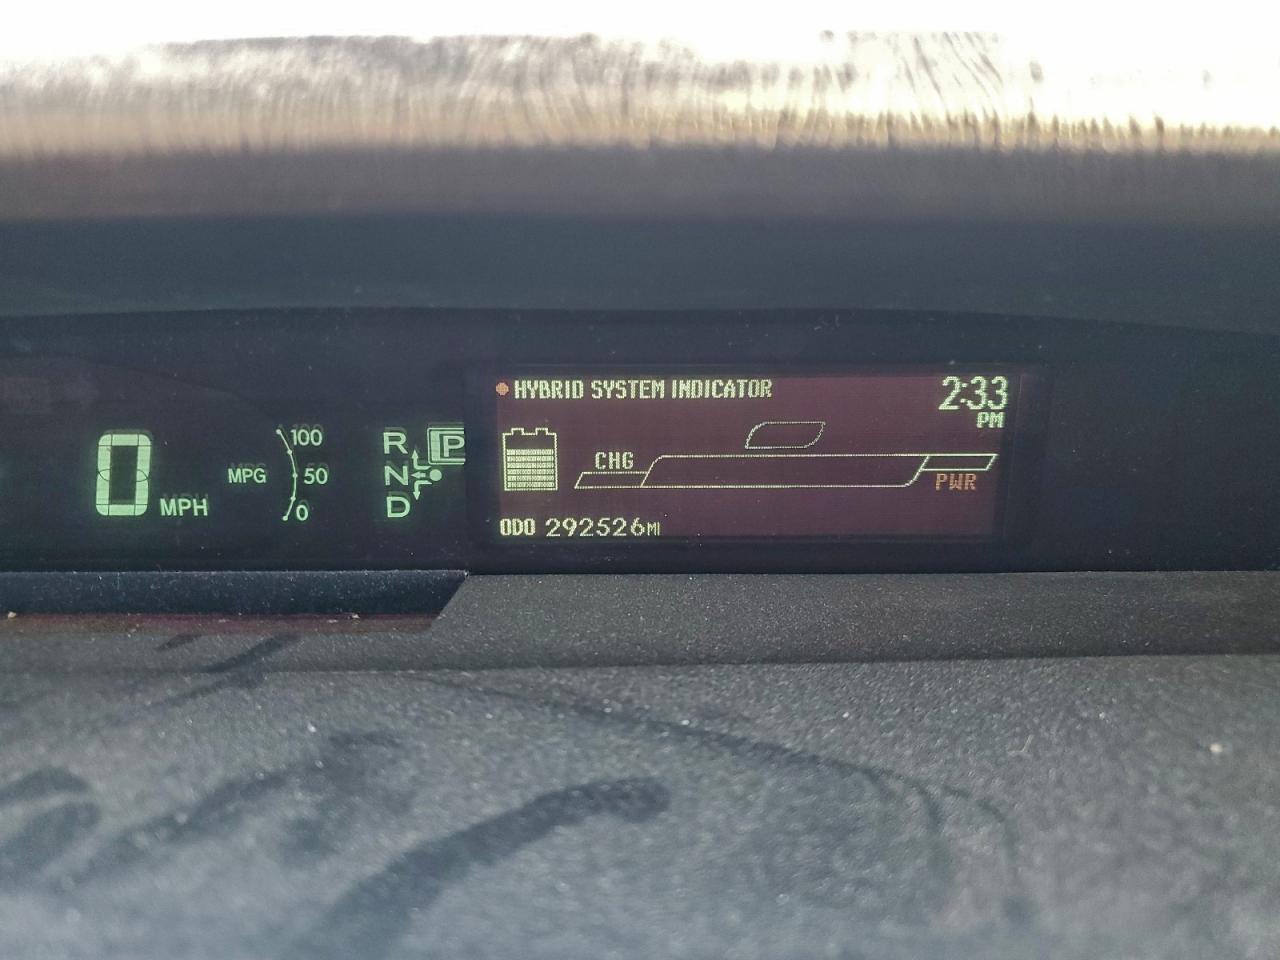 HYBRID SYSTEM INDICATOR
2:33
PM
0 MPH
MPG
100
50
0
R
N
D
P
CHG
PWR
ODO 292526MI